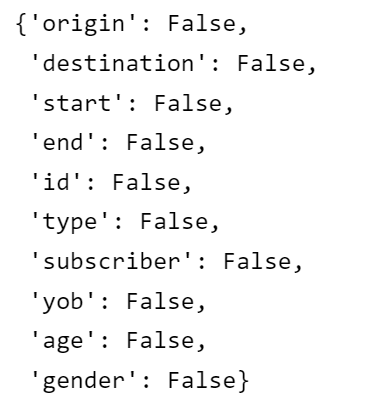 {'origin': False,
'destination': False,
'start': False,
'end': False,
'id': False,
'type': False,
'subscriber': False,
'yob': False,
'age': False,
'gender': False}